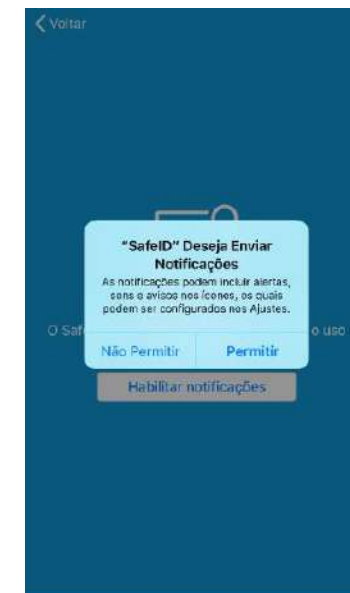 Voltar
"SafeID" Deseja Enviar
Notificações
As notificações podem incluir alertas,
sons e avisos nos ícones, os quais
podem ser configurados nos Ajustes.
O o uso
Não Permitir Permitir
Habilitar notificações